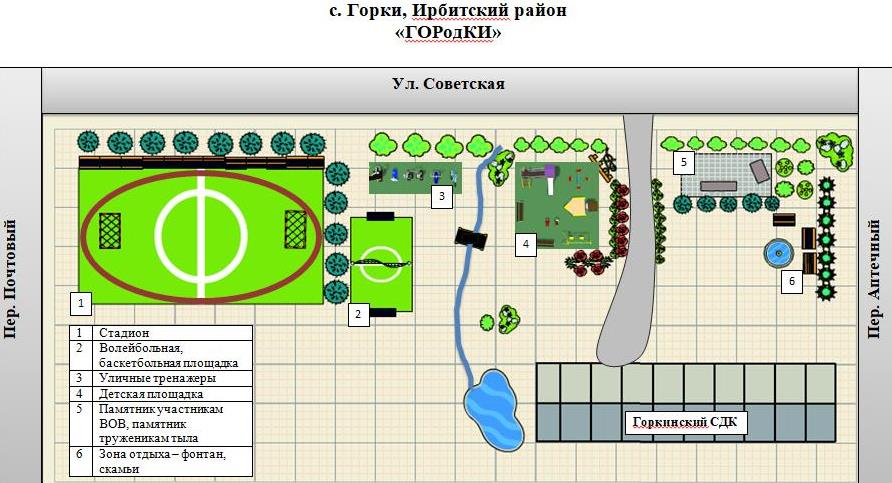 с. Горки, Ирбитский район
«ГОРодКИ»
Ул. Советская
Пер. Почтовый
Пер. Аптечный
1
2
3
4
5
6
1 Стадион
2 Волейбольная,
баскетбольная площадка
3 Уличные тренажеры
4 Детская площадка
5 Памятник участникам
ВОВ, памятник
труженикам тыла
6 Зона отдыха – фонтан,
скамьи
Горкинский СДК